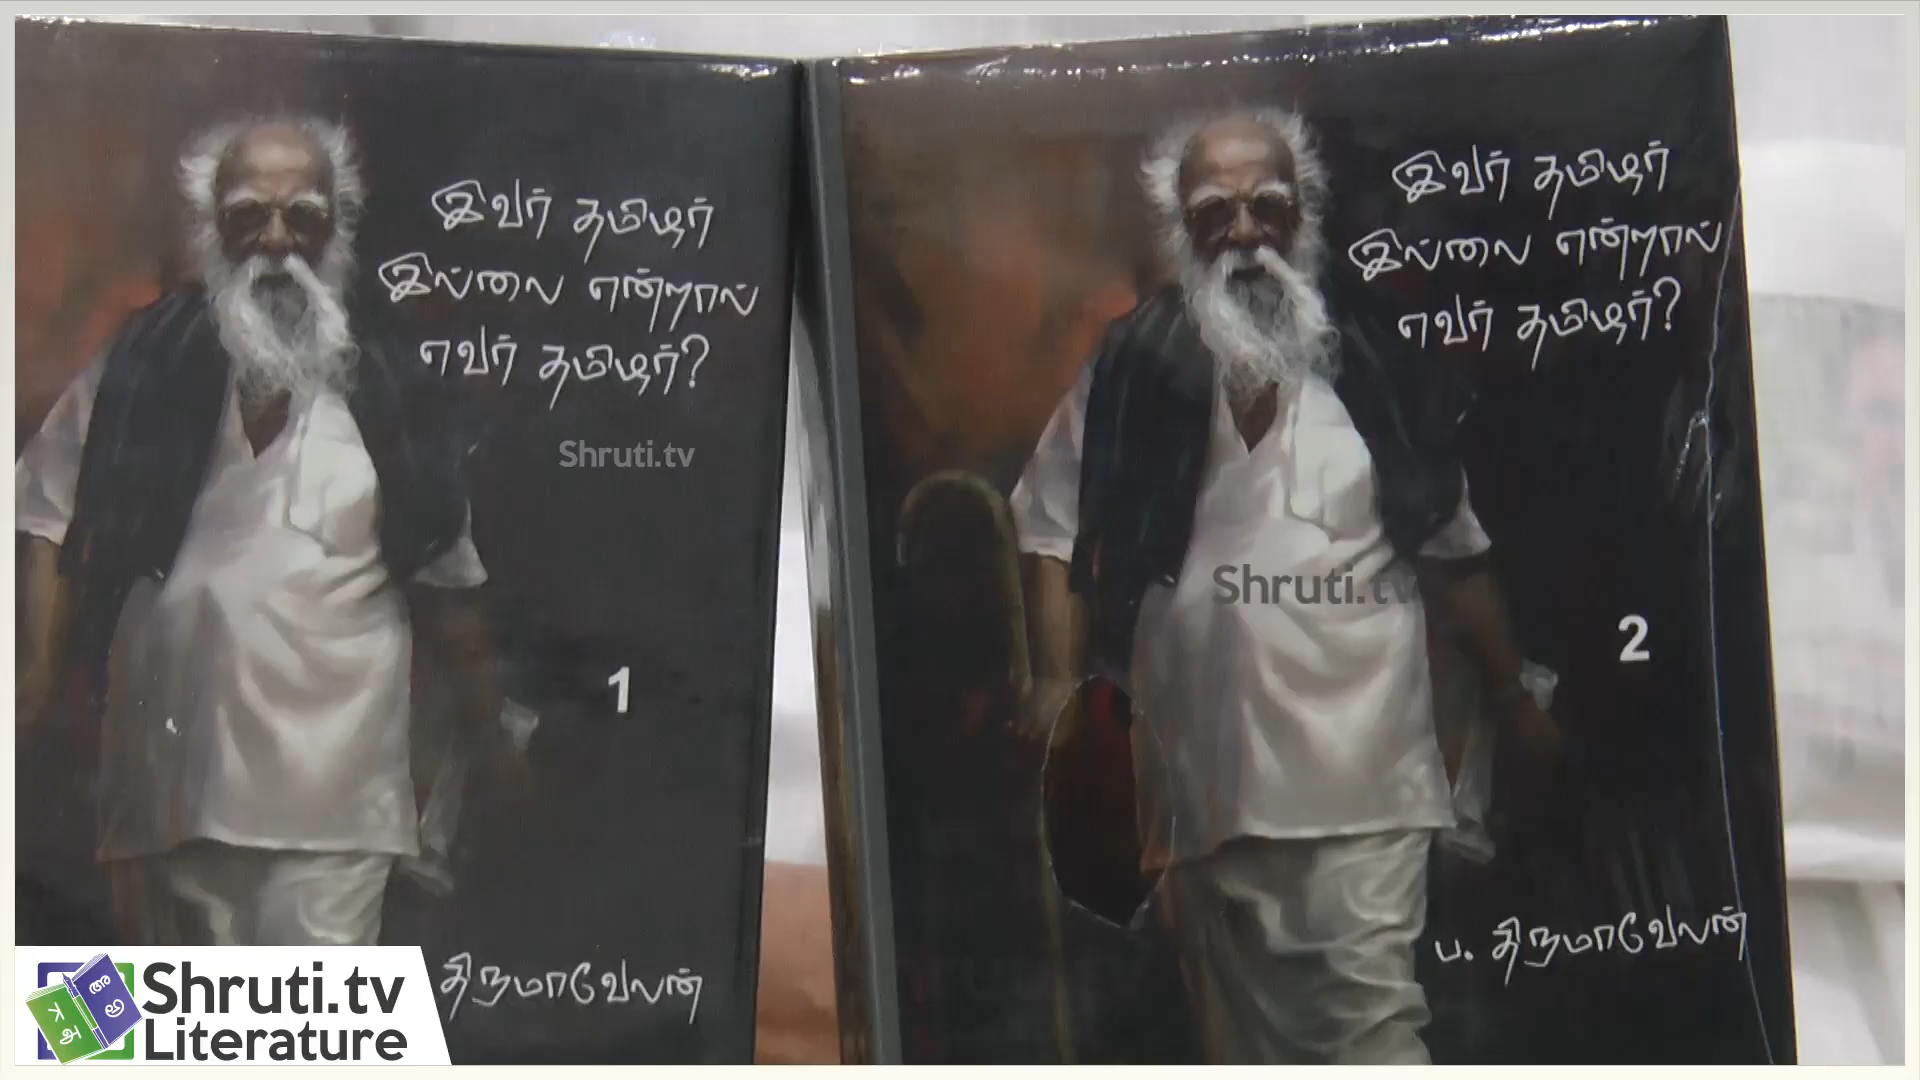 இவர் தமிழர்
இல்லை என்றால்
எவர் தமிழர்?
Shruti.tv
1
திருமாவேலன்
இவர் தமிழர்
இல்லை என்றால்
எவர் தமிழர்?
Shruti.tv
2
ப. திருமாவேலன்
Shruti.tv
Literature